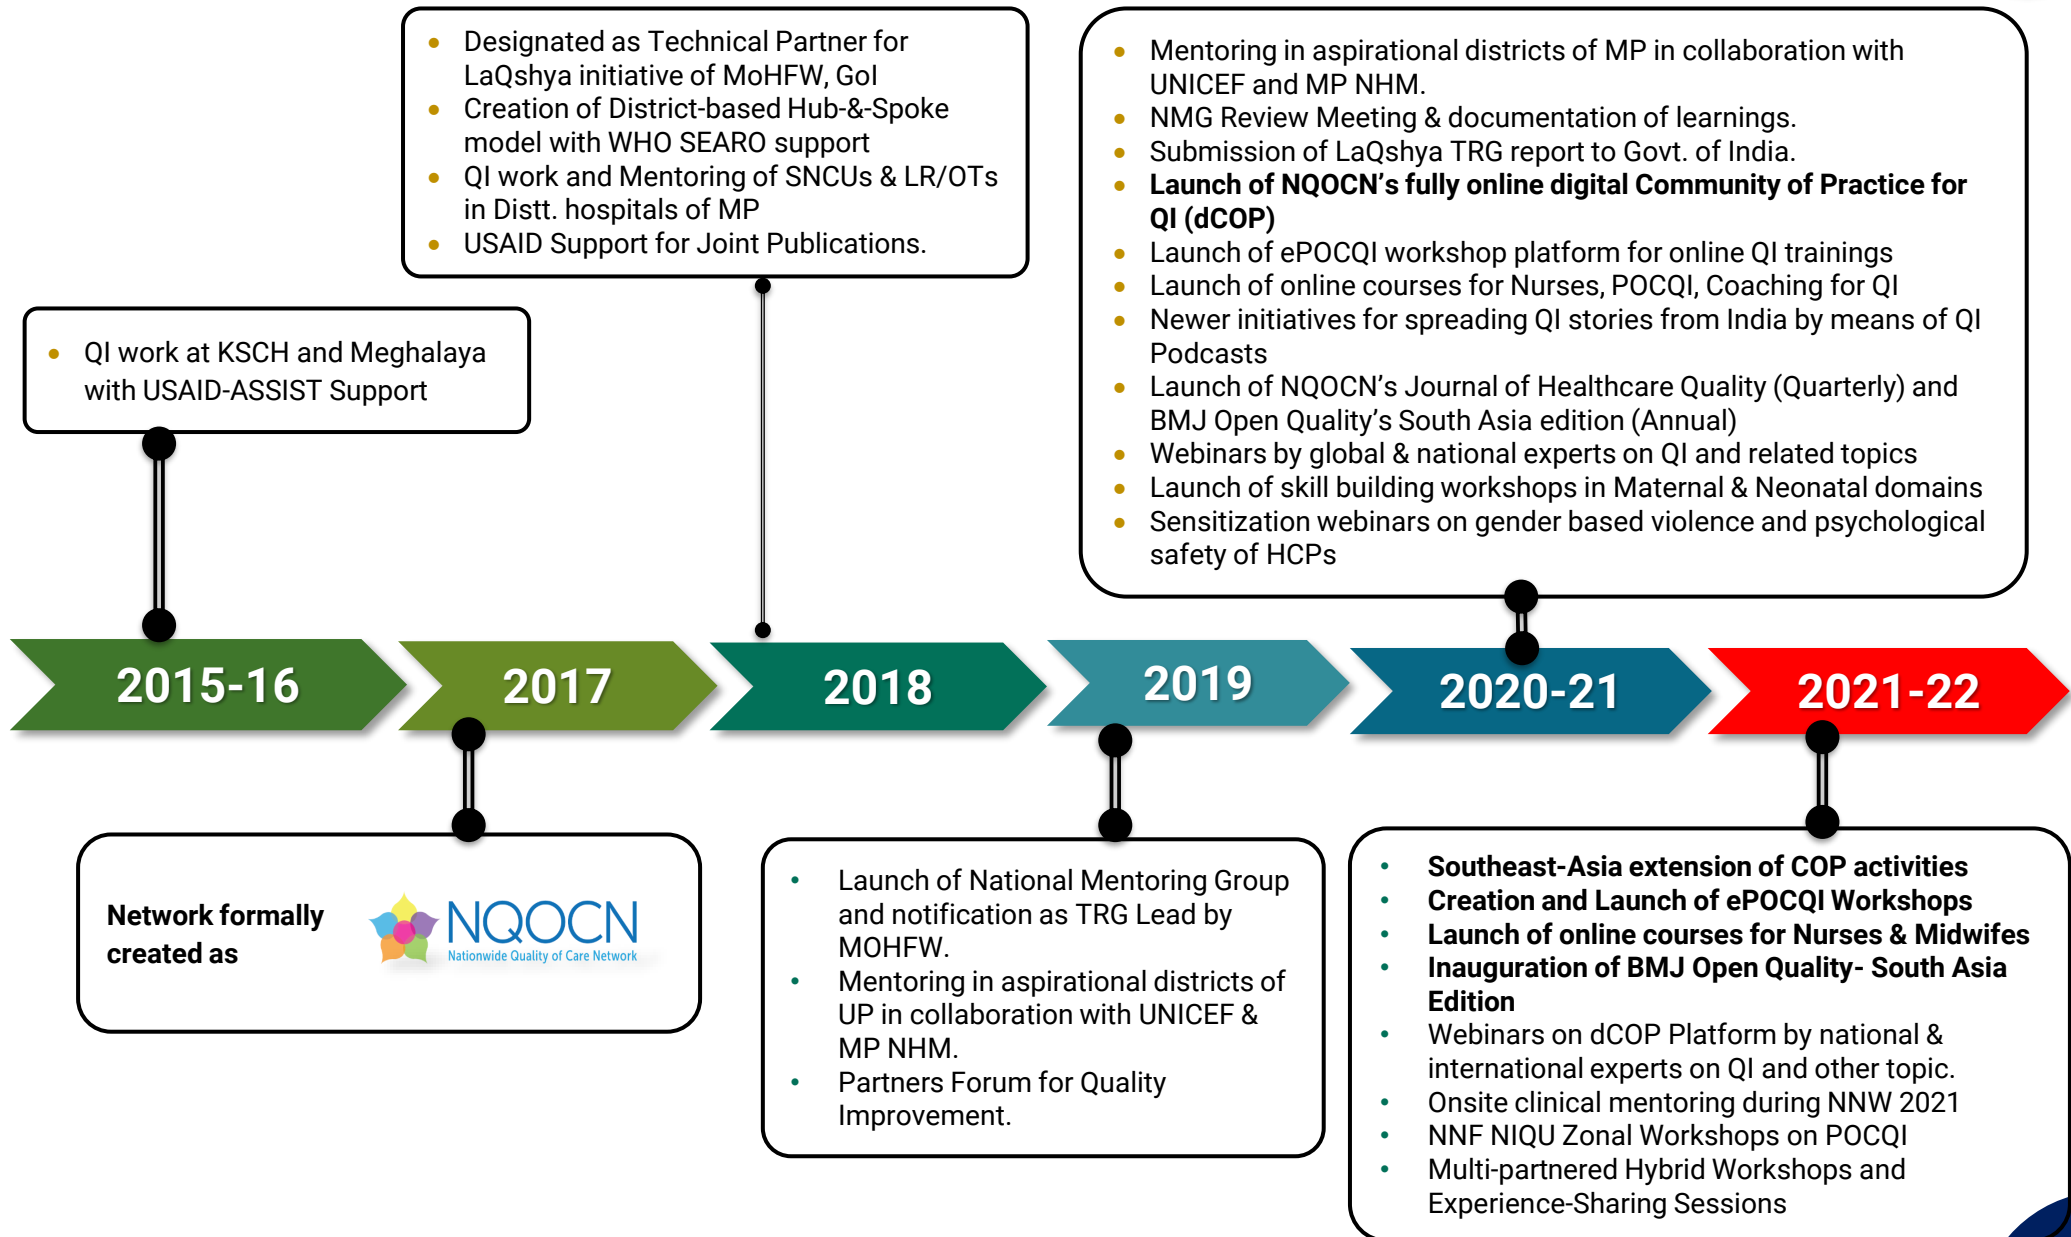 • Designated as Technical Partner for
LaQshya initiative of MoHFW, GoI
• Creation of District-based Hub-&-Spoke
model with WHO SEARO support
• QI work and Mentoring of SNCUs & LR/OTs
in Distt. hospitals of MP
• USAID Support for Joint Publications.
• Mentoring in aspirational districts of MP in collaboration with
UNICEF and MP NHM.
• NMG Review Meeting & documentation of learnings.
• Submission of LaQshya TRG report to Govt. of India.
• Launch of NQOCN’s fully online digital Community of Practice for
QI (dCOP)
• Launch of ePOCQI workshop platform for online QI trainings
• Launch of online courses for Nurses, POCQI, Coaching for QI
• Newer initiatives for spreading QI stories from India by means of QI
Podcasts
• Launch of NQOCN’s Journal of Healthcare Quality (Quarterly) and
BMJ Open Quality’s South Asia edition (Annual)
• Webinars by global & national experts on QI and related topics
• Launch of skill building workshops in Maternal & Neonatal domains
• Sensitization webinars on gender based violence and psychological
safety of HCPs
• QI work at KSCH and Meghalaya
with USAID-ASSIST Support
2015-16
2017
2018
2019
2020-21
2021-22
Network formally
created as
NQOCN
Nationwide Quality of Care Network
• Launch of National Mentoring Group
and notification as TRG Lead by
MOHFW.
• Mentoring in aspirational districts of
UP in collaboration with UNICEF &
MP NHM.
• Partners Forum for Quality
Improvement.
• Southeast-Asia extension of COP activities
• Creation and Launch of ePOCQI Workshops
• Launch of online courses for Nurses & Midwifes
• Inauguration of BMJ Open Quality- South Asia
Edition
• Webinars on dCOP Platform by national &
international experts on QI and other topic.
• Onsite clinical mentoring during NNW 2021
• NNF NIQU Zonal Workshops on POCQI
• Multi-partnered Hybrid Workshops and
Experience-Sharing Sessions